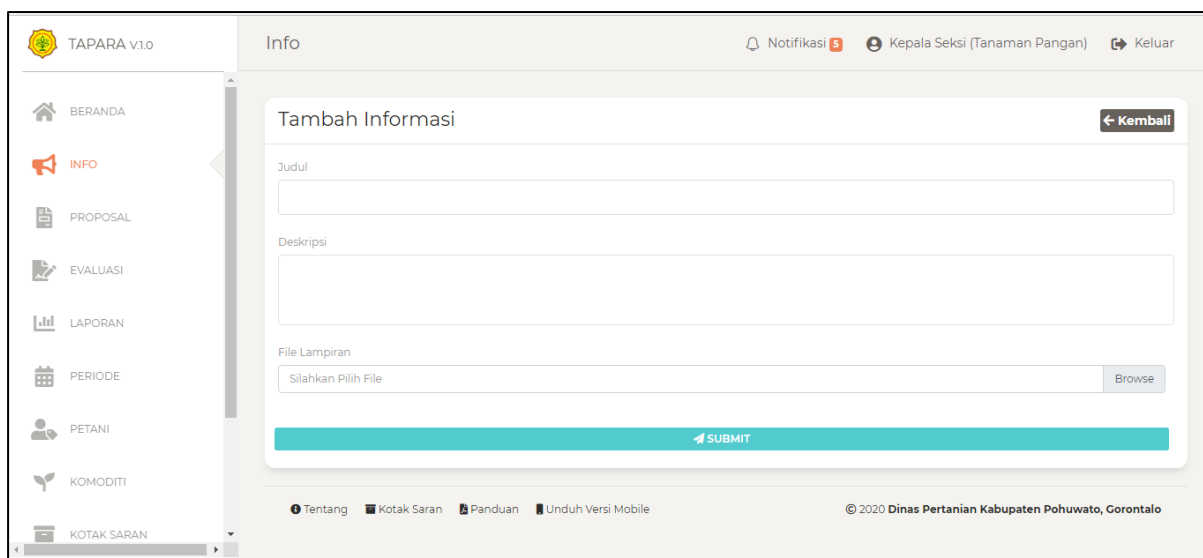 TAPARA V.1.0
Info
Notifikasi 5
Kepala Seksi (Tanaman Pangan)
Keluar
BERANDA
INFO
PROPOSAL
EVALUASI
LAPORAN
PERIODE
PETANI
KOMODITI
KOTAK SARAN
Tambah Informasi
Kembali
Judul
Deskripsi
File Lampiran
Silahkan Pilih File
Browse
SUBMIT
Tentang Kotak Saran Panduan Unduh Versi Mobile
© 2020 Dinas Pertanian Kabupaten Pohuwato, Gorontalo